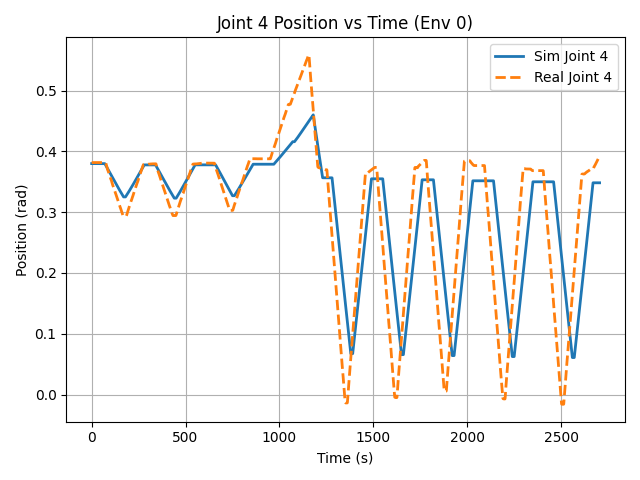 Joint 4 Position vs Time (Env 0)
Sim Joint 4
Real Joint 4
Position (rad)
0.5
0.4
0.3
0.2
0.1
0.0
0 500 1000 1500 2000 2500
Time (s)